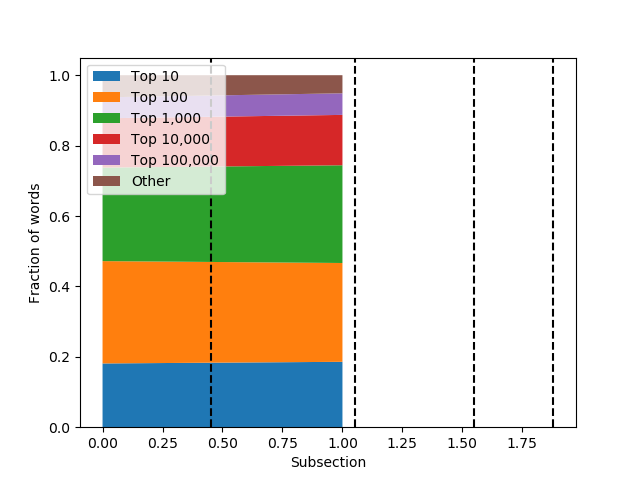 1.0
0.8
0.6
0.4
0.2
0.0
Fraction of words
Top 10
Top 100
Top 1,000
Top 10,000
Top 100,000
Other
0.00 0.25 0.50 0.75 1.00 1.25 1.50 1.75
Subsection